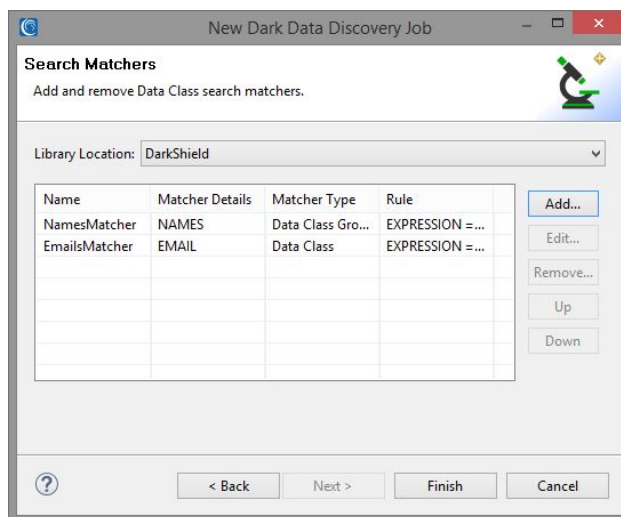 New Dark Data Discovery Job
Search Matchers
Add and remove Data Class search matchers.
Library Location: DarkShield
Name Matcher Details Matcher Type Rule
NamesMatcher NAMES Data Class Gro... EXPRESSION =...
EmailsMatcher EMAIL Data Class EXPRESSION =...
Add...
Edit...
Remove...
Up
Down
< Back Next > Finish Cancel